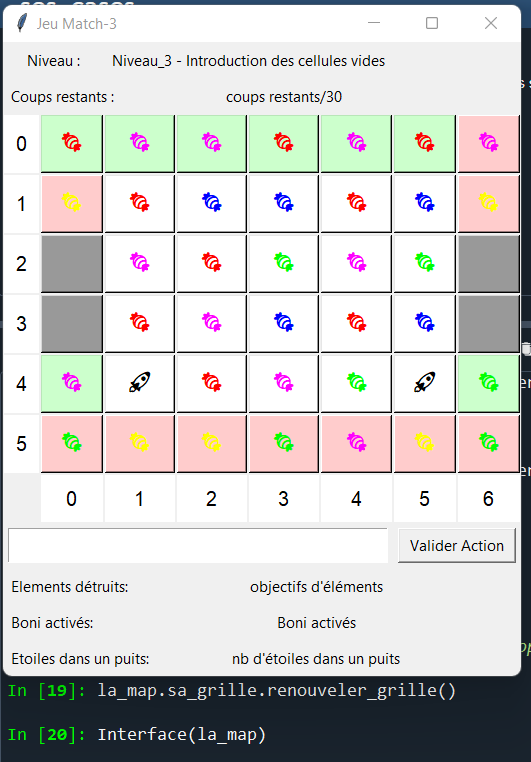 Jeu Match-3
Niveau : Niveau_3 - Introduction des cellules vides
Coups restants : coups restants/30
0
1
2
3
4
5
0 1 2 3 4 5 6
Valider Action
Elements détruits: objectifs d'éléments
Boni activés: Boni activés
Etoiles dans un puits: nb d'étoiles dans un puits
In [19]: la_map.sa_grille.renouveler_grille()
In [20]: Interface(la_map)